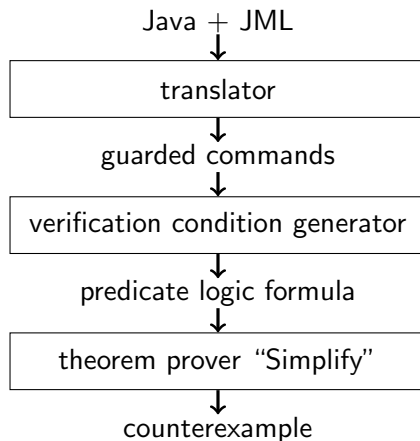 Java + JML
translator
guarded commands
verification condition generator
predicate logic formula
theorem prover “Simplify”
counterexample